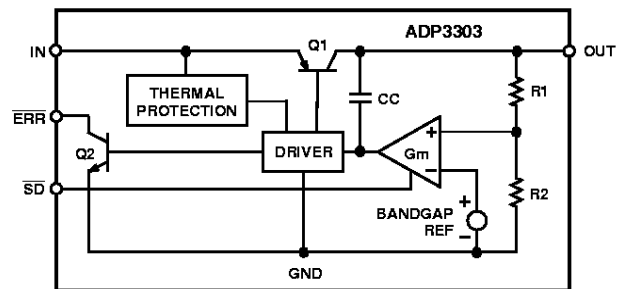 ADP3303
IN
Q1
OUT
THERMAL
PROTECTION
CC
R1
ERR
Q2
DRIVER
Gm
+
−
SD
R2
+
BANDGAP
REF
−
GND